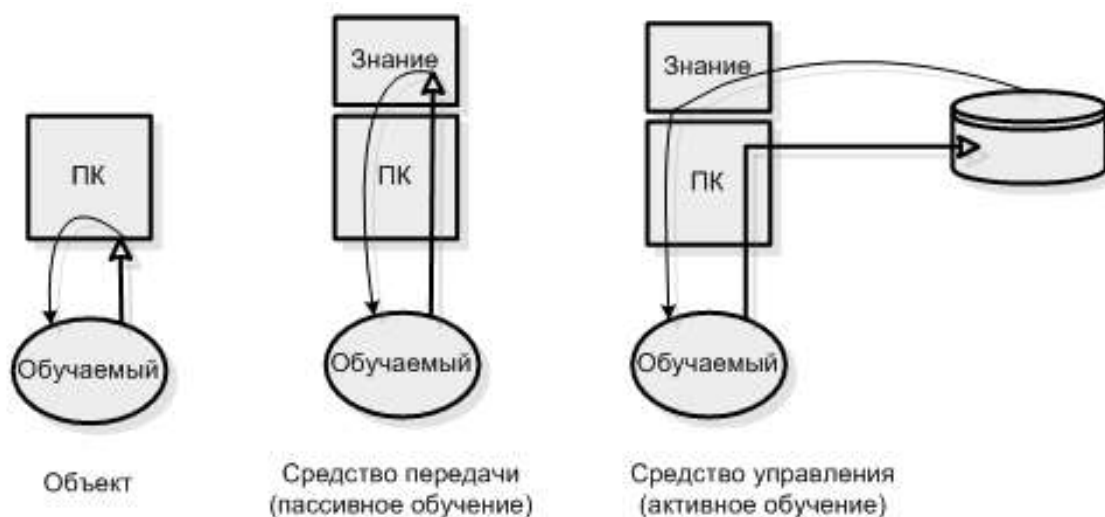 Знание
ПК
Обучаемый
Знание
ПК
Обучаемый
ПК
Обучаемый
Объект
Средство передачи
(пассивное обучение)
Средство управления
(активное обучение)